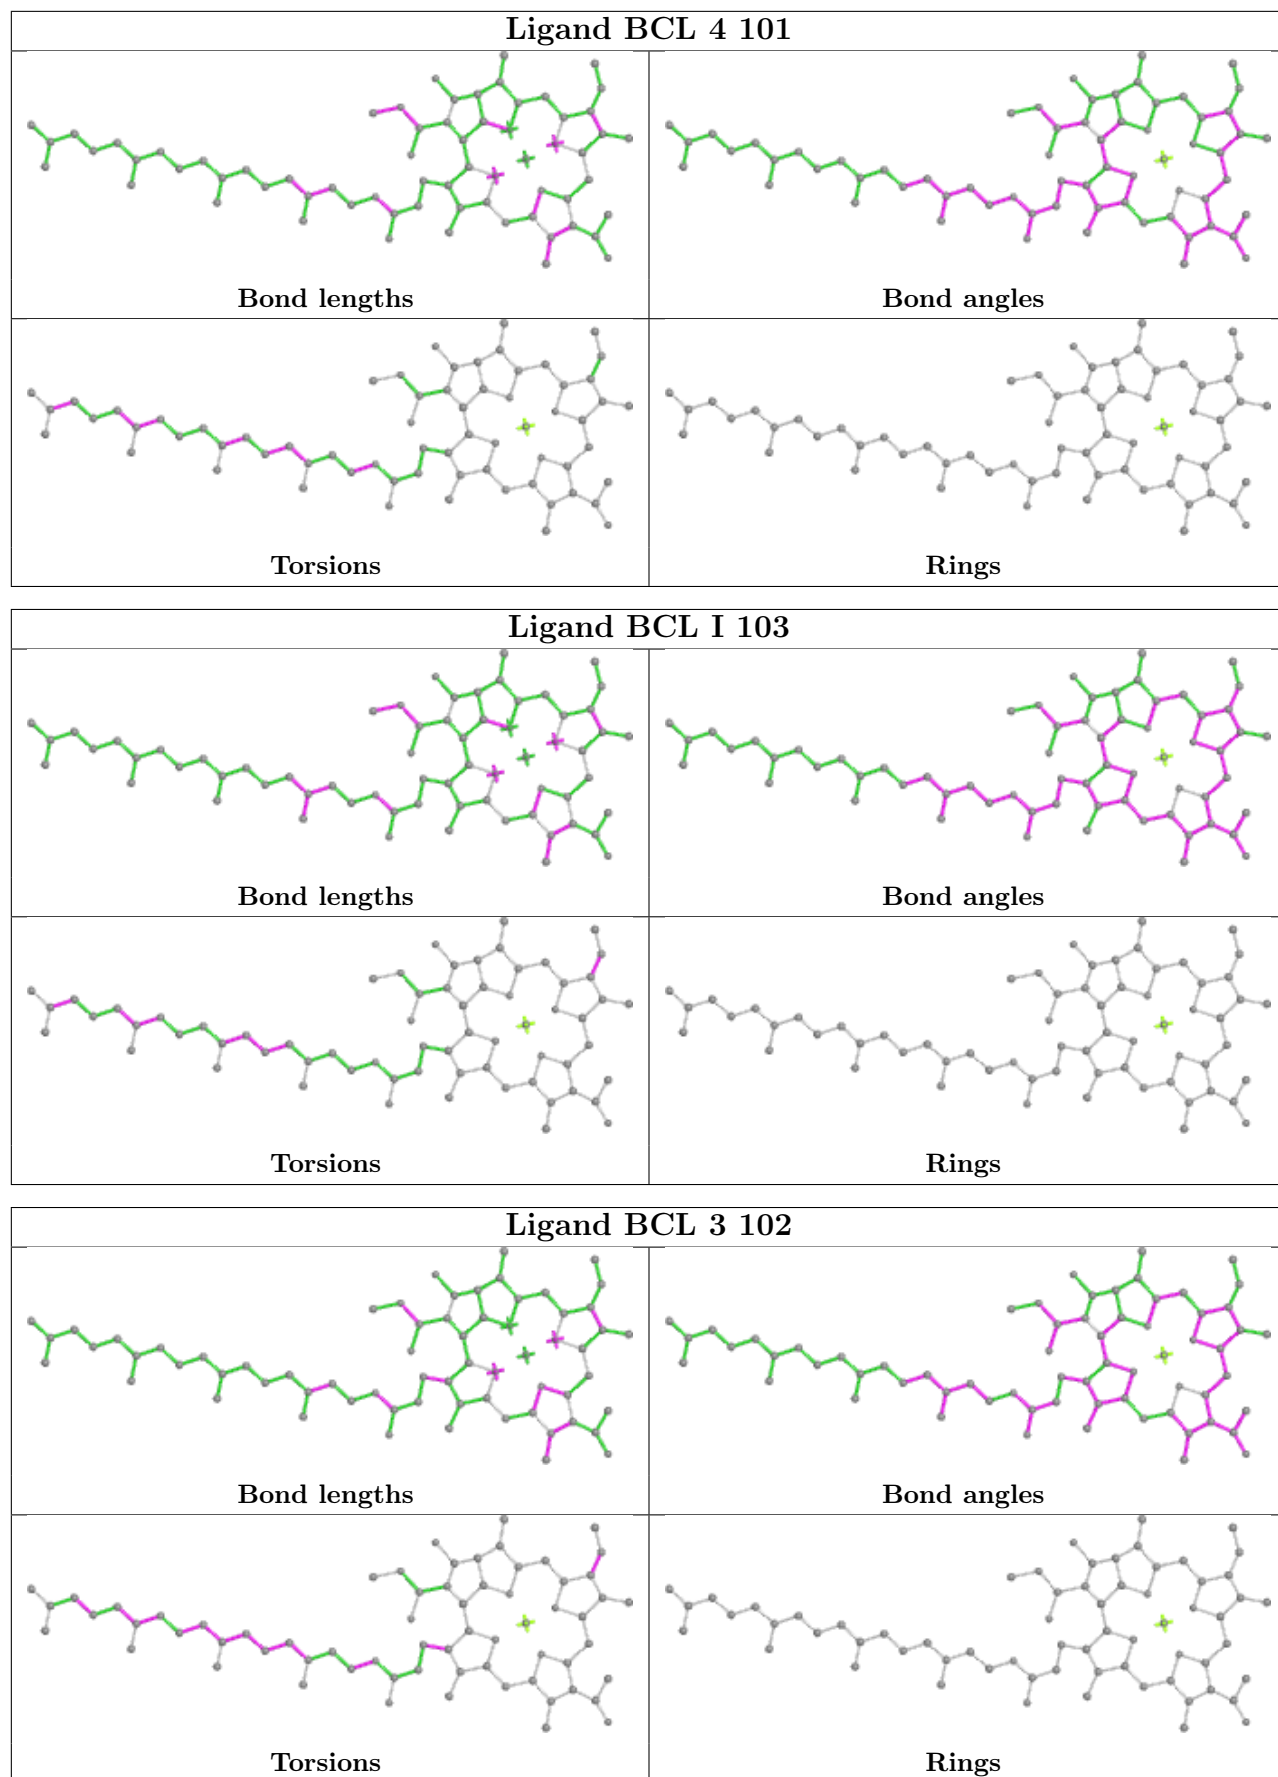 Ligand BCL 4 101
Bond lengths
Bond angles
Torsions
Rings
Ligand BCL I 103
Bond lengths
Bond angles
Torsions
Rings
Ligand BCL 3 102
Bond lengths
Bond angles
Torsions
Rings